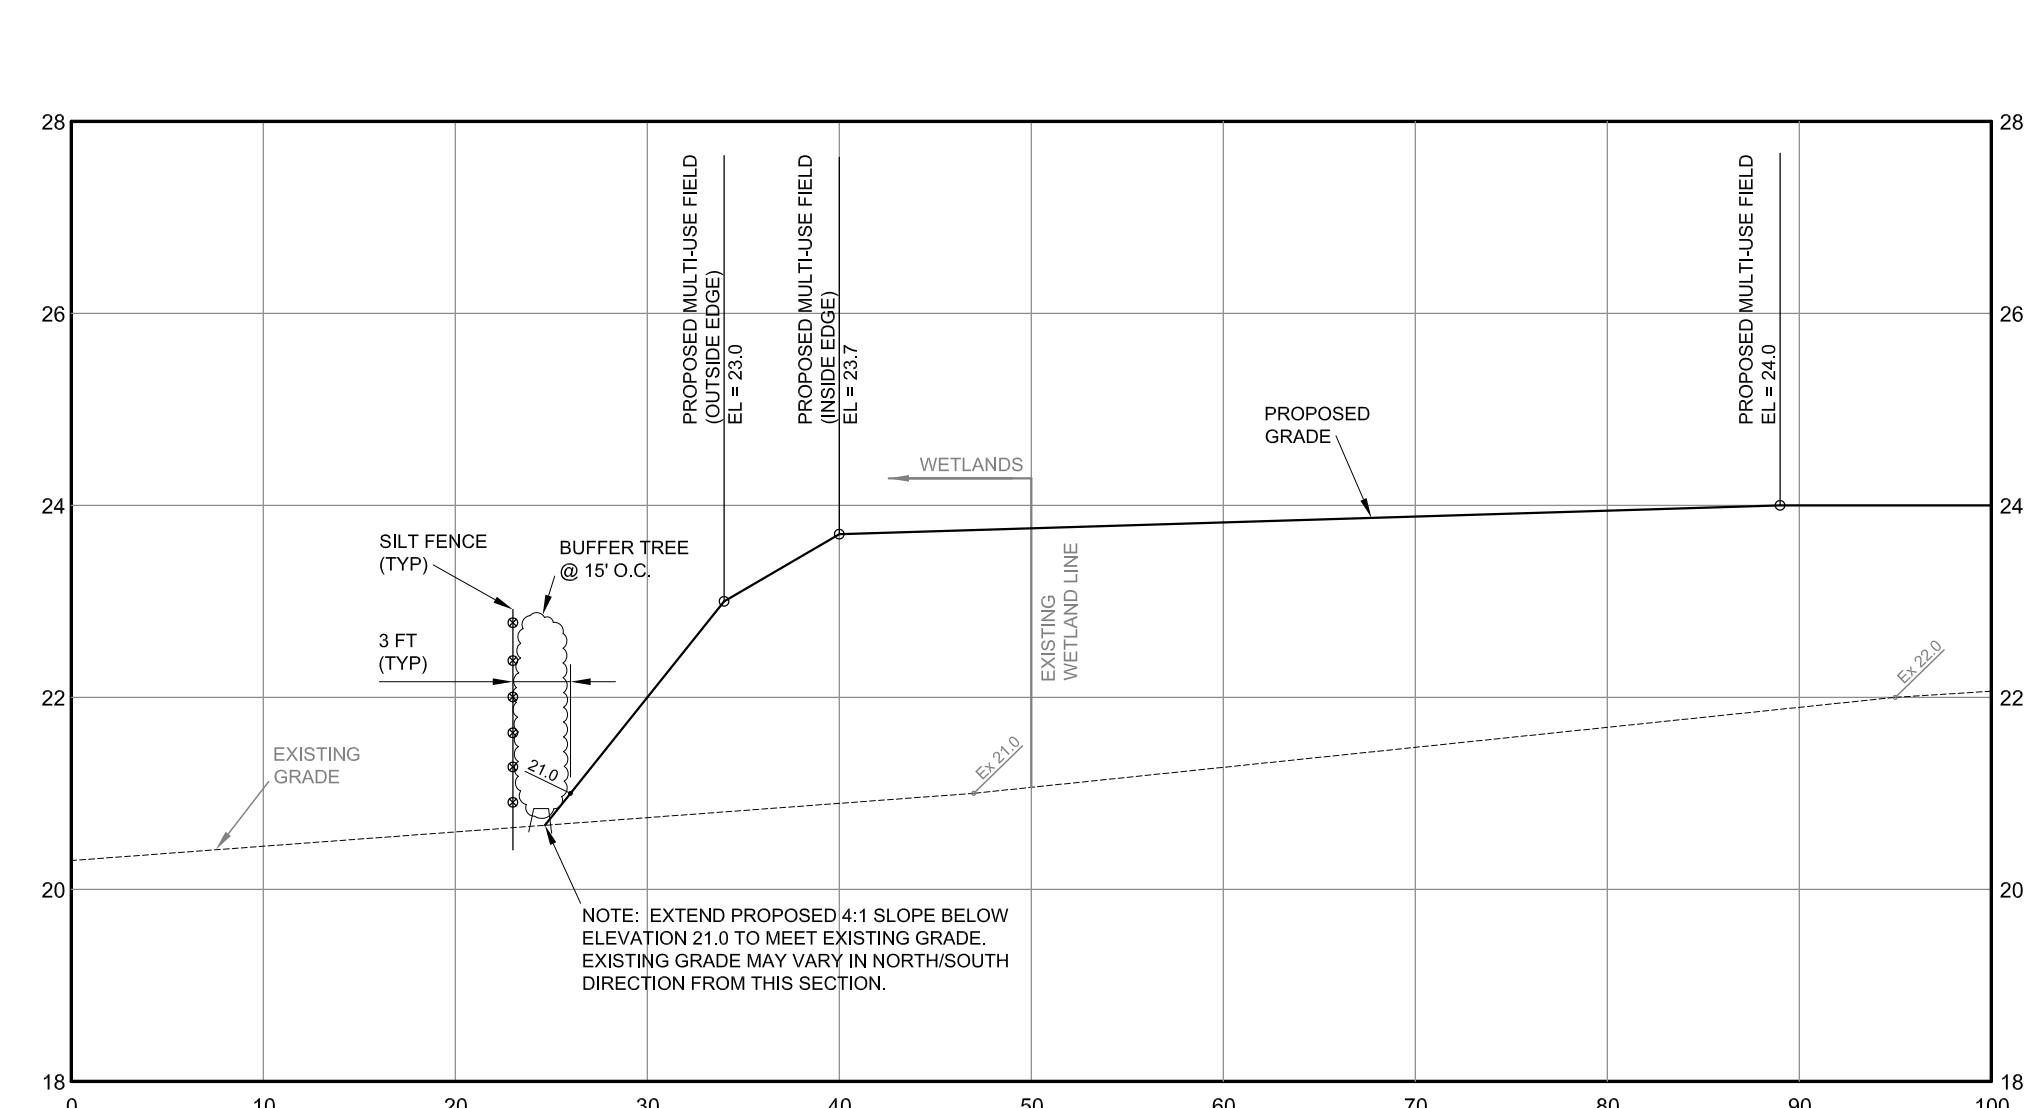 28
28
PROPOSED MULTI-USE FIELD
(OUTSIDE EDGE)
EL = 23.0
PROPOSED MULTI-USE FIELD
(INSIDE EDGE)
EL = 23.7
PROPOSED MULTI-USE FIELD
EL = 24.0
26
26
PROPOSED
GRADE
WETLANDS
24
24
SILT FENCE
(TYP)
BUFFER TREE
@ 15' O.C.
EXISTING
WETLAND LINE
3 FT
(TYP)
Ex 22.0
22
22
EXISTING
GRADE
21.0
Ex 21.0
20
20
NOTE: EXTEND PROPOSED 4:1 SLOPE BELOW
ELEVATION 21.0 TO MEET EXISTING GRADE.
EXISTING GRADE MAY VARY IN NORTH/SOUTH
DIRECTION FROM THIS SECTION.
18
18
0 10 20 30 40 50 60 70 80 90 100